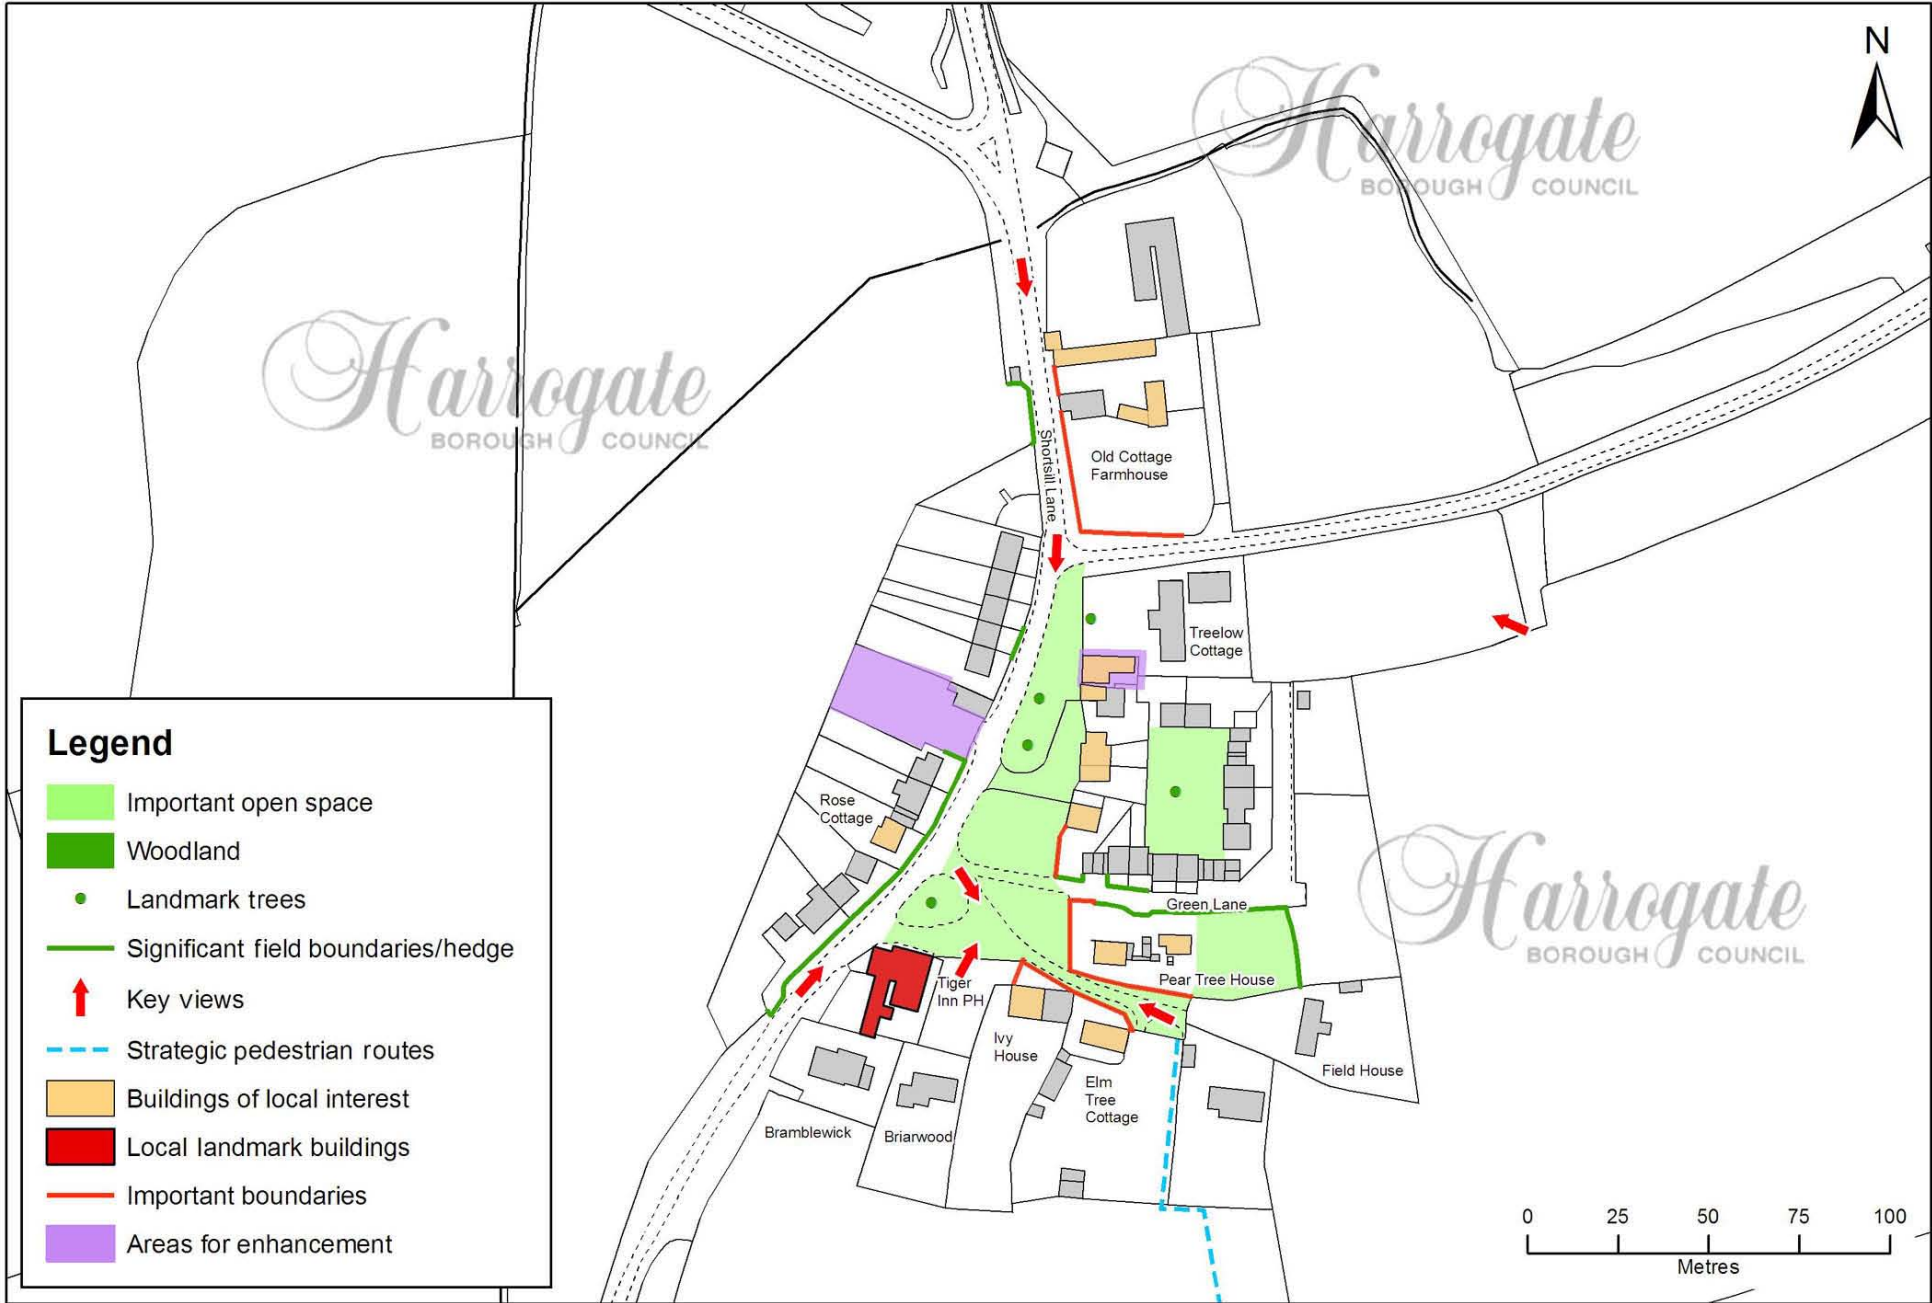 N
Harrogate
BOROUGH COUNCIL
Harrogate
BOROUGH COUNCIL
Shortsill Lane
Old Cottage
Farmhouse
Treelow
Cottage
Rose
Cottage
Harrogate
BOROUGH COUNCIL
Green Lane
Pear Tree House
Tiger
Inn PH
Ivy
House
Field House
Elm
Tree
Cottage
Bramblewick
Briarwood
Legend
Important open space
Woodland
Landmark trees
Significant field boundaries/hedge
Key views
Strategic pedestrian routes
Buildings of local interest
Local landmark buildings
Important boundaries
Areas for enhancement
0 25 50 75 100
Metres